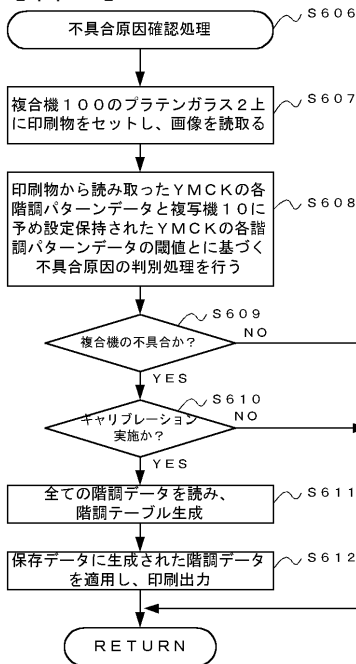 不具合原因確認処理
S606
複合機100のプラテンガラス2上
に印刷物をセットし、画像を読取る
S607
印刷物から読み取ったYMCKの各
階調パターンデータと複写機10に
予め設定保持されたYMCKの各諧
調パターンデータの閾値とに基づく
不具合原因の判別処理を行う
S608
複合機の不具合か?
S609
NO
YES
キャリブレーション
実施か?
S610
NO
YES
全ての階調データを読み、
階調テーブル生成
S611
保存データに生成された階調データ
を適用し、印刷出力
S612
RETURN